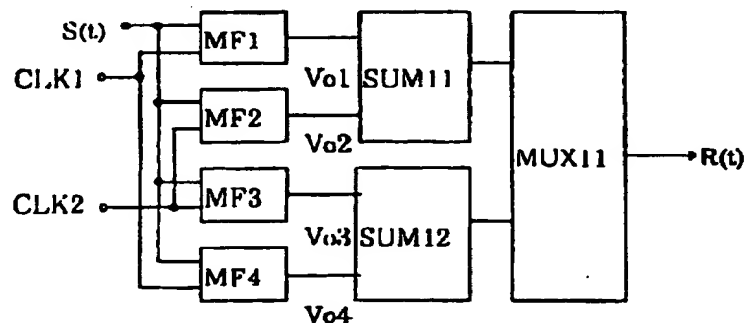 S(t)
MF1
CLK1
Vo1
SUM11
MF2
Vo2
MUX11
R(t)
MF3
CLK2
Vo3
SUM12
MF4
Vo4